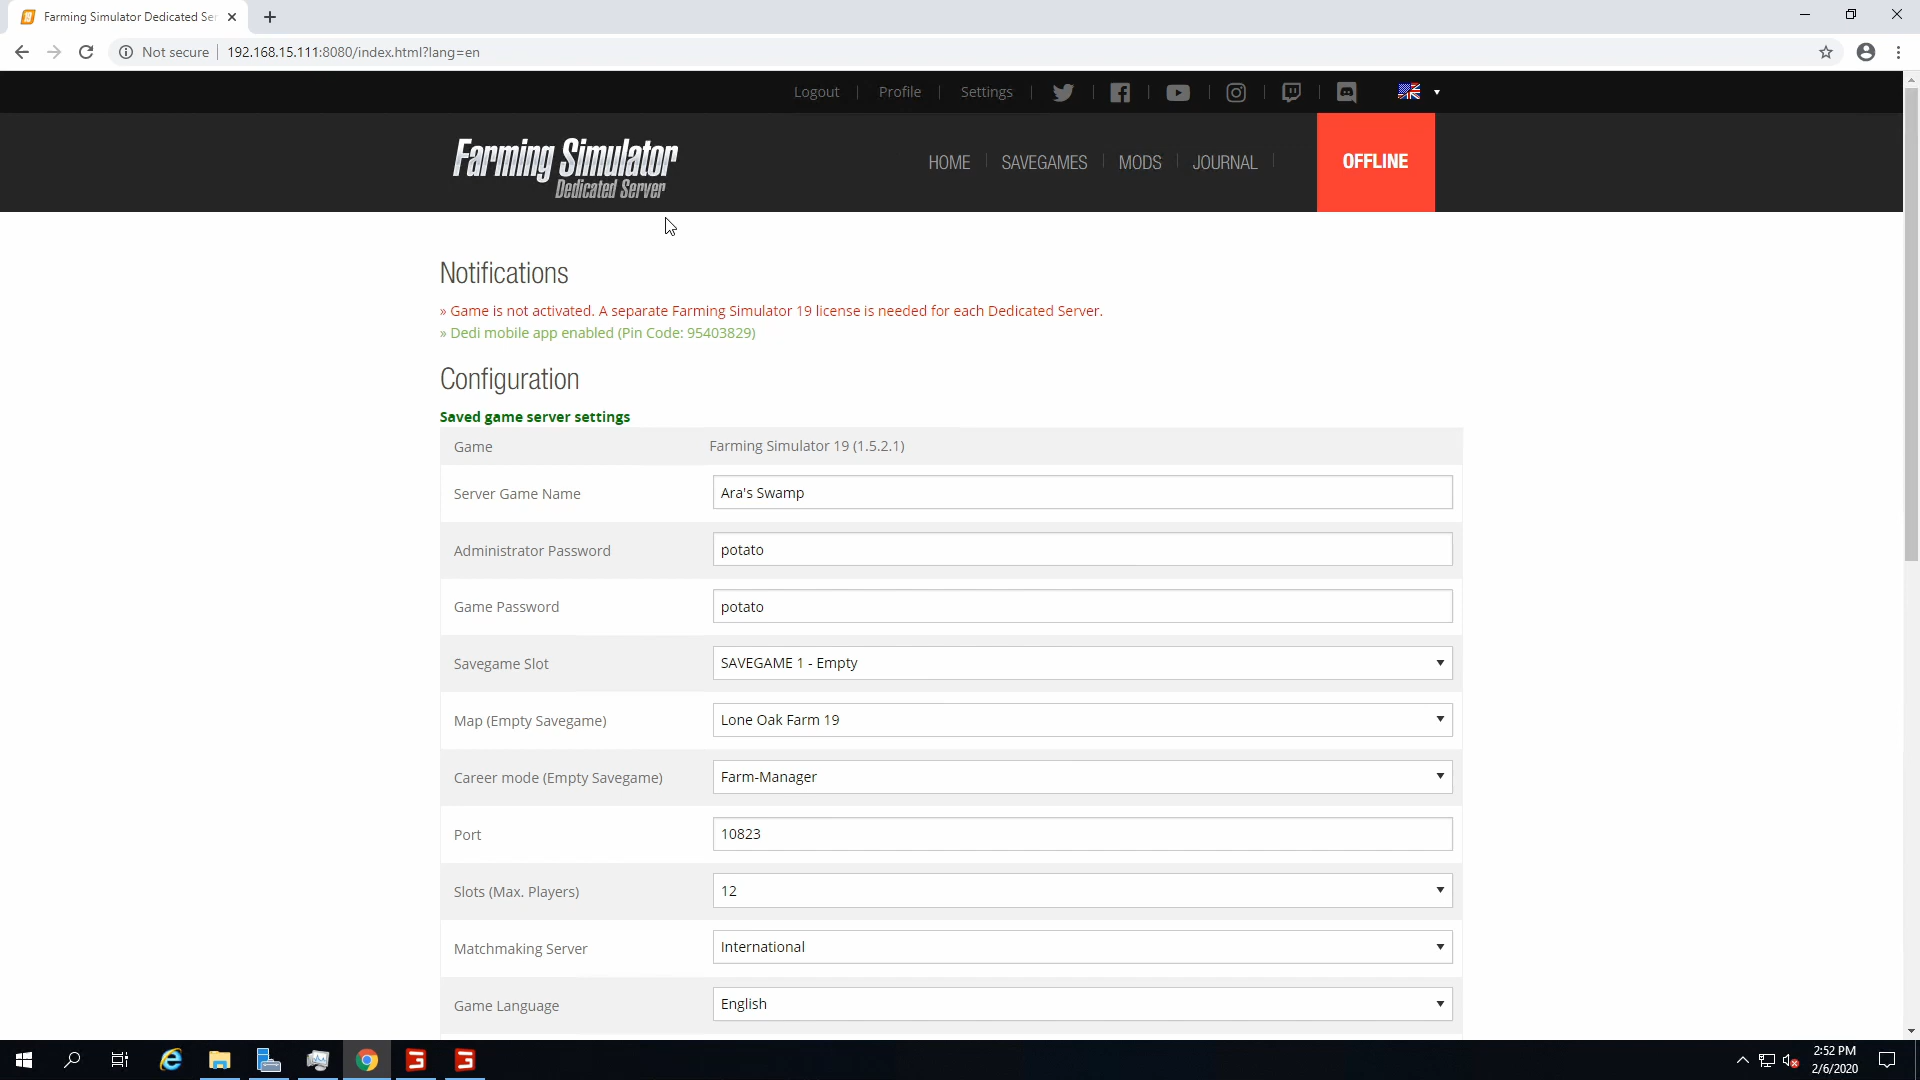 Farming Simulator Dedicated Ser
Not secure
192.168.15.111:8080/index.html?lang=en
Logout
Profile
Settings
Farming Simulator
Dedicated Server
HOME
SAVEGAMES
MODS
JOURNAL
OFFLINE
Notifications
» Game is not activated. A separate Farming Simulator 19 license is needed for each Dedicated Server.
» Dedi mobile app enabled (Pin Code: 95403829)
Configuration
Saved game server settings
Game
Farming Simulator 19 (1.5.2.1)
Server Game Name
Ara's Swamp
Administrator Password
potato
Game Password
potato
Savegame Slot
SAVEGAME 1 - Empty
Map (Empty Savegame)
Lone Oak Farm 19
Career mode (Empty Savegame)
Farm-Manager
Port
10823
Slots (Max. Players)
12
Matchmaking Server
International
Game Language
English
2:52 PM
2/6/2020